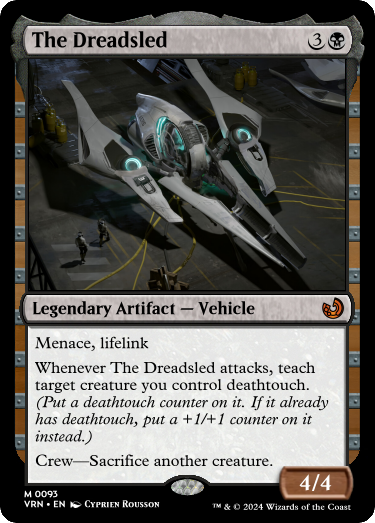 The Dreadsled 3
Legendary Artifact — Vehicle
Menace, lifelink
Whenever The Dreadsled attacks, teach
target creature you control deathtouch.
(Put a deathtouch counter on it. If it already
has deathtouch, put a +1/+1 counter on it
instead.)
Crew—Sacrifice another creature.
4/4
M 0093
VRN • EN Cyprien Rousson
™ & © 2024 Wizards of the Coast